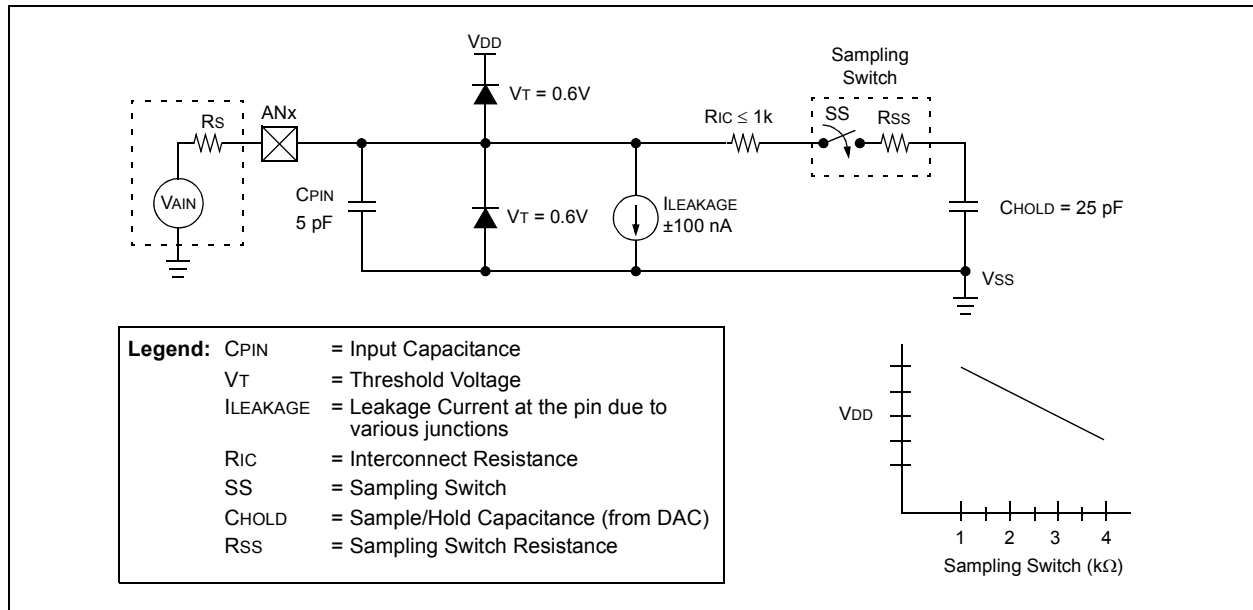 VDD
Sampling
Switch
VT = 0.6V
ANx
RS
RIC ≤ 1k
SS
RSS
VAIN
CPIN
5 pF
VT = 0.6V
ILEAKAGE
±100 nA
CHOLD = 25 pF
VSS
Legend: CPIN = Input Capacitance
VT = Threshold Voltage
ILEAKAGE = Leakage Current at the pin due to
various junctions
RIC = Interconnect Resistance
SS = Sampling Switch
CHOLD = Sample/Hold Capacitance (from DAC)
RSS = Sampling Switch Resistance
VDD
1 2 3 4
Sampling Switch (kΩ)